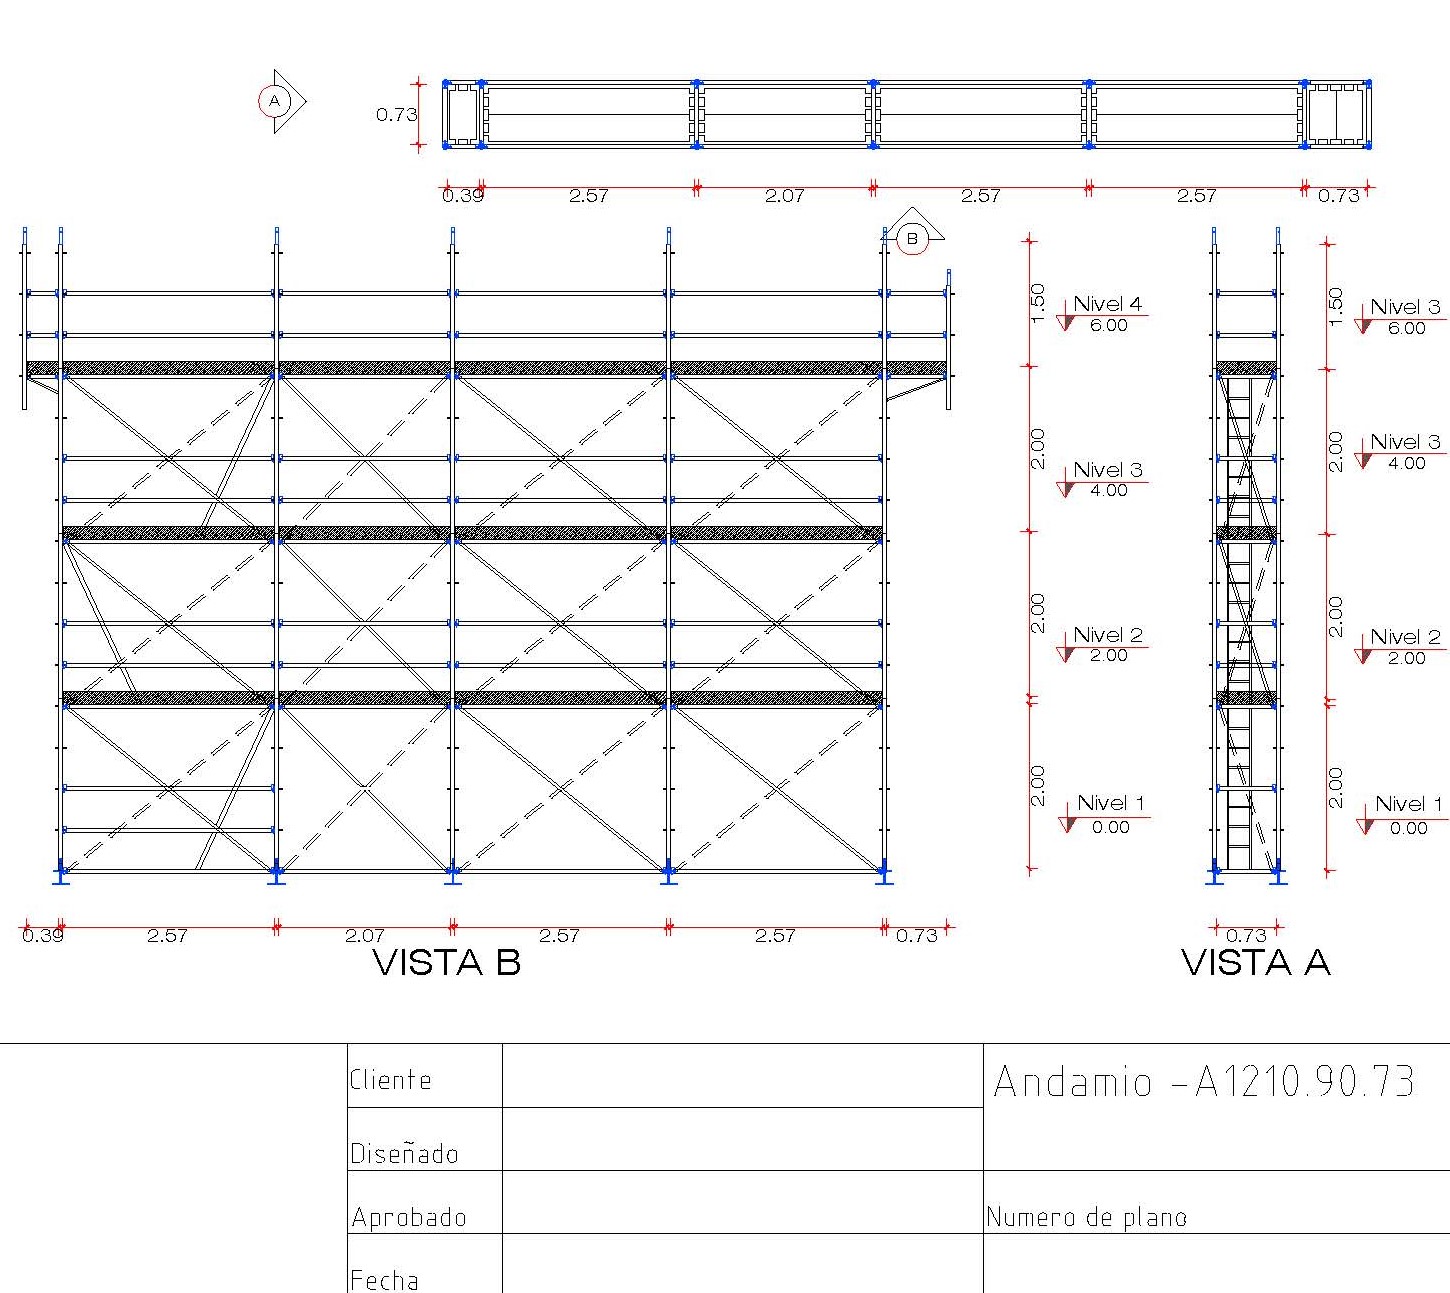 A
0.73
0.39 2.57 2.07 2.57 2.57 0.73
B
1.50
Nivel 4
6.00
2.00
Nivel 3
4.00
2.00
Nivel 2
2.00
2.00
Nivel 1
0.00
1.50
Nivel 3
6.00
2.00
Nivel 3
4.00
2.00
Nivel 2
2.00
2.00
Nivel 1
0.00
0.39 2.57 2.07 2.57 2.57 0.73
VISTA B
0.73
VISTA A
Cliente
Andamio -A1210.90.73
Diseñado
Aprobado
Numero de plano
Fecha